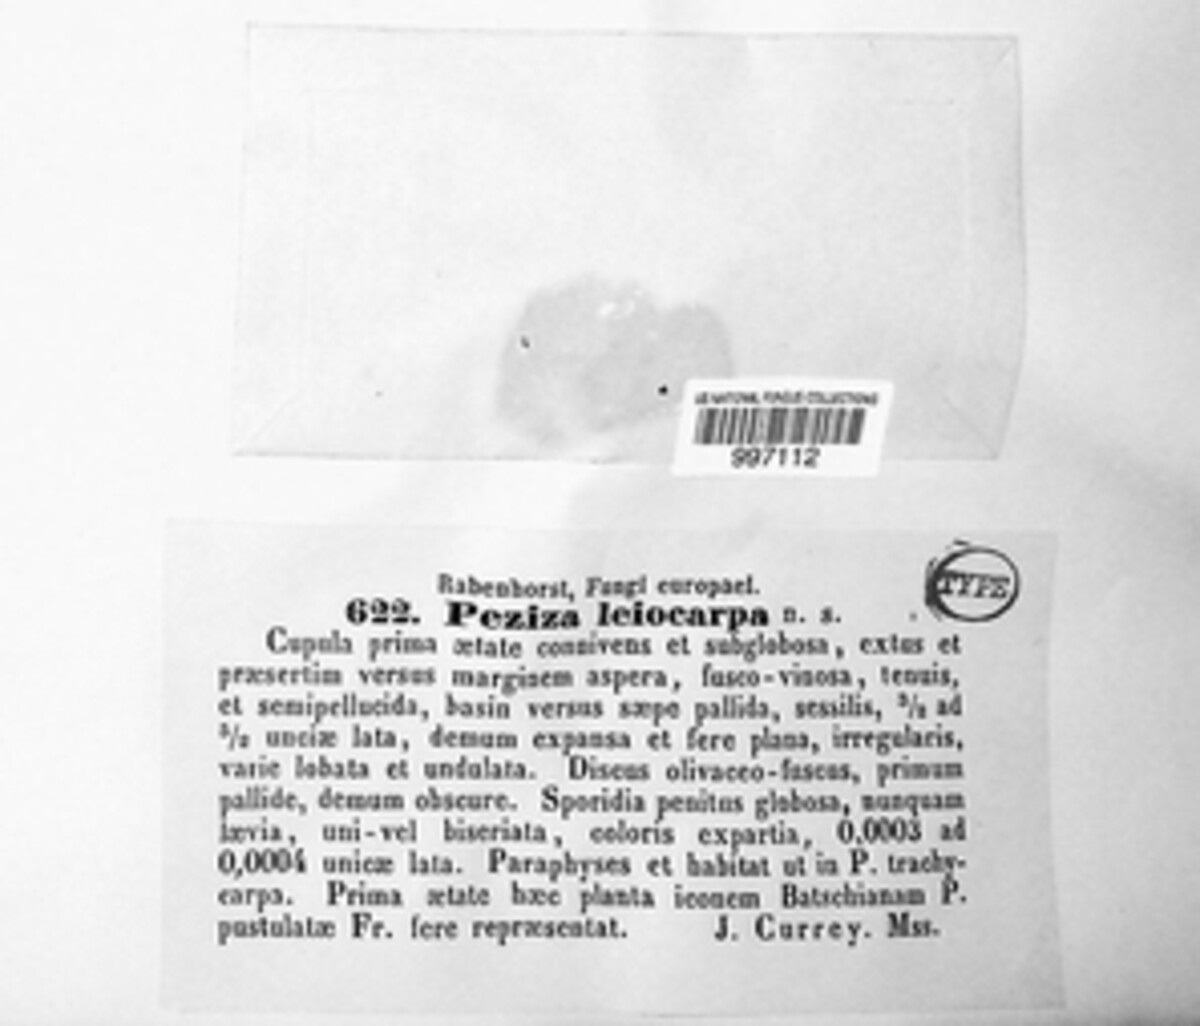 US NATIONAL FUNGUS COLLECTIONS
997112
TYPE
Rabenhorst, Fungi europaei.
622. Peziza leiocarpa n. s.
Cupula prima ætate connivens et subglobosa, extus et
præsertim versus marginem aspera, fusco-vinosa, tenuis,
et semipellucida, basin versus sæpe pallida, sessilis, ³/₂ ad
⁵/₂ unciæ lata, demum expansa et fere plana, irregularis,
varie lobata et undulata. Discus olivaceo-fuscus, primum
pallide, demum obscure. Sporidia penitus globosa, nunquam
lævia, uni-vel biseriata, coloris expartia, 0,0003 ad
0,0004 unicæ lata. Paraphyses et habitat ut in P. trachy-
carpa. Prima ætate hæc planta iconem Batschianam P.
pustulatæ Fr. fere repræsentat. J. Currey. Mss.